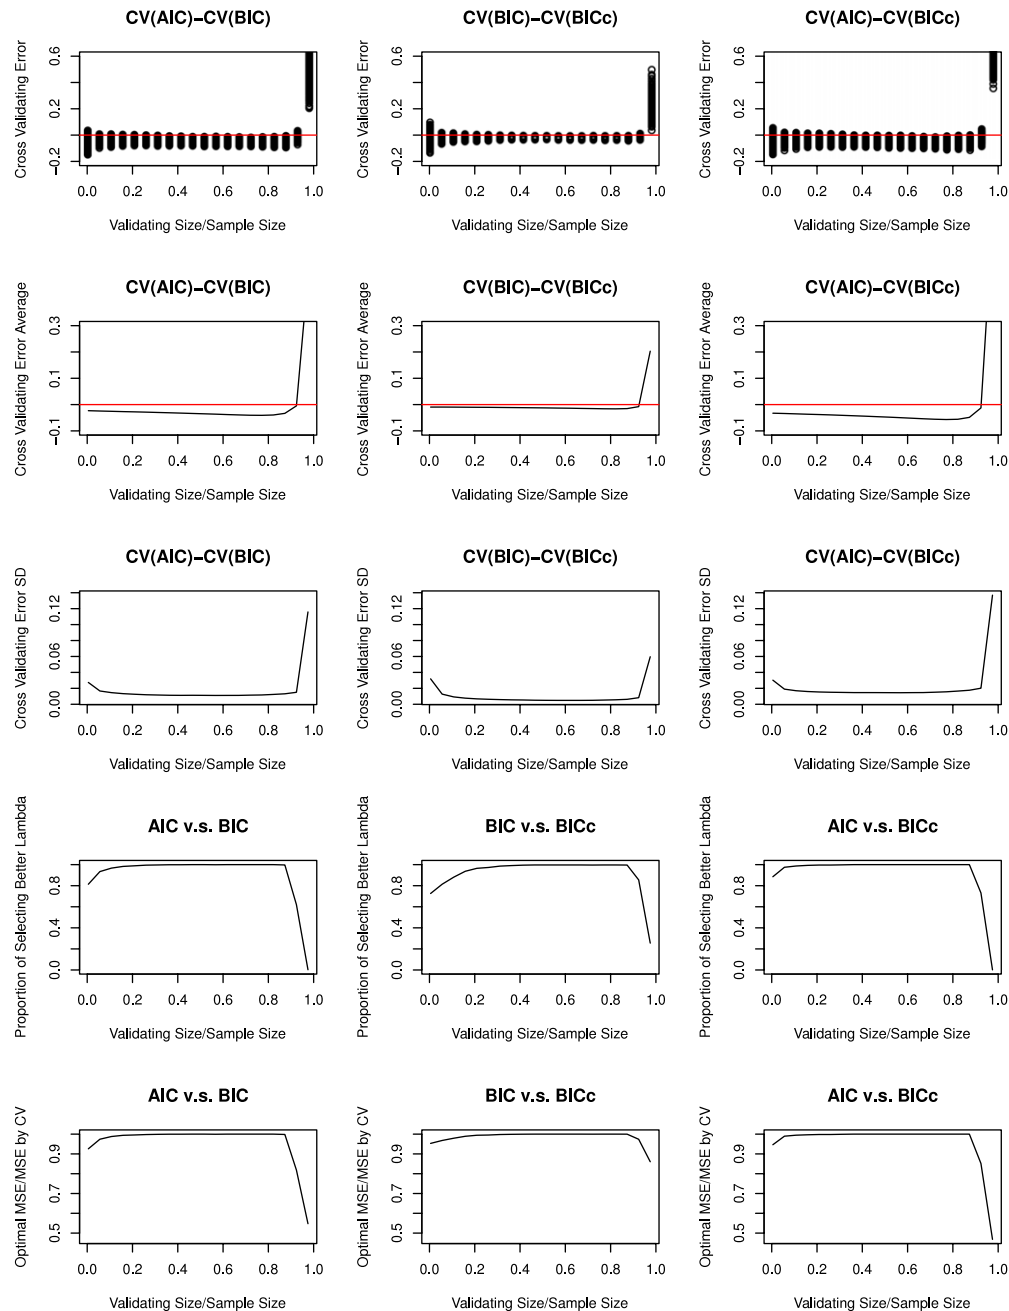 CV(AIC)−CV(BIC)
Cross Validating Error
−0.2 0.2 0.6
0.0 0.2 0.4 0.6 0.8 1.0
Validating Size/Sample Size
CV(BIC)−CV(BICc)
Cross Validating Error
−0.2 0.2 0.6
0.0 0.2 0.4 0.6 0.8 1.0
Validating Size/Sample Size
CV(AIC)−CV(BICc)
Cross Validating Error
−0.2 0.2 0.6
0.0 0.2 0.4 0.6 0.8 1.0
Validating Size/Sample Size
CV(AIC)−CV(BIC)
Cross Validating Error Average
−0.1 0.1 0.3
0.0 0.2 0.4 0.6 0.8 1.0
Validating Size/Sample Size
CV(BIC)−CV(BICc)
Cross Validating Error Average
−0.1 0.1 0.3
0.0 0.2 0.4 0.6 0.8 1.0
Validating Size/Sample Size
CV(AIC)−CV(BICc)
Cross Validating Error Average
−0.1 0.1 0.3
0.0 0.2 0.4 0.6 0.8 1.0
Validating Size/Sample Size
CV(AIC)−CV(BIC)
Cross Validating Error SD
0.00 0.06 0.12
0.0 0.2 0.4 0.6 0.8 1.0
Validating Size/Sample Size
CV(BIC)−CV(BICc)
Cross Validating Error SD
0.00 0.06 0.12
0.0 0.2 0.4 0.6 0.8 1.0
Validating Size/Sample Size
CV(AIC)−CV(BICc)
Cross Validating Error SD
0.00 0.06 0.12
0.0 0.2 0.4 0.6 0.8 1.0
Validating Size/Sample Size
AIC v.s. BIC
Proportion of Selecting Better Lambda
0.0 0.4 0.8
0.0 0.2 0.4 0.6 0.8 1.0
Validating Size/Sample Size
BIC v.s. BICc
Proportion of Selecting Better Lambda
0.0 0.4 0.8
0.0 0.2 0.4 0.6 0.8 1.0
Validating Size/Sample Size
AIC v.s. BICc
Proportion of Selecting Better Lambda
0.0 0.4 0.8
0.0 0.2 0.4 0.6 0.8 1.0
Validating Size/Sample Size
AIC v.s. BIC
Optimal MSE/MSE by CV
0.5 0.7 0.9
0.0 0.2 0.4 0.6 0.8 1.0
Validating Size/Sample Size
BIC v.s. BICc
Optimal MSE/MSE by CV
0.5 0.7 0.9
0.0 0.2 0.4 0.6 0.8 1.0
Validating Size/Sample Size
AIC v.s. BICc
Optimal MSE/MSE by CV
0.5 0.7 0.9
0.0 0.2 0.4 0.6 0.8 1.0
Validating Size/Sample Size